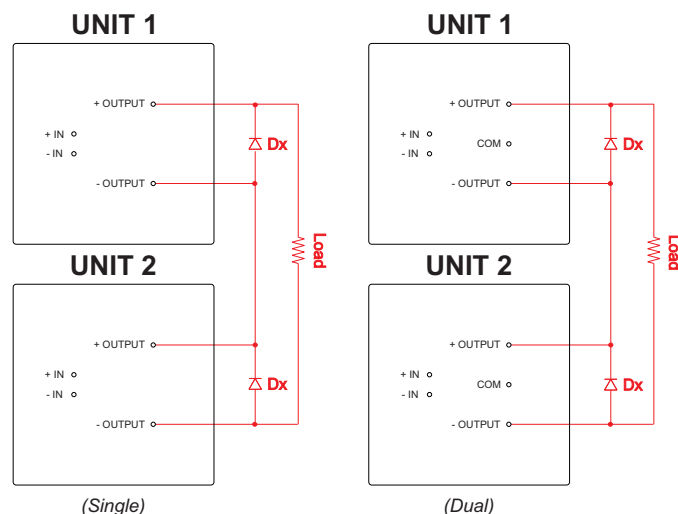 UNIT 1
+ OUTPUT
+ IN
- IN
Dx
- OUTPUT
Load
UNIT 2
+ OUTPUT
+ IN
- IN
Dx
- OUTPUT
(Single)
UNIT 1
+ OUTPUT
+ IN
COM
- IN
Dx
- OUTPUT
Load
UNIT 2
+ OUTPUT
+ IN
COM
- IN
Dx
- OUTPUT
(Dual)